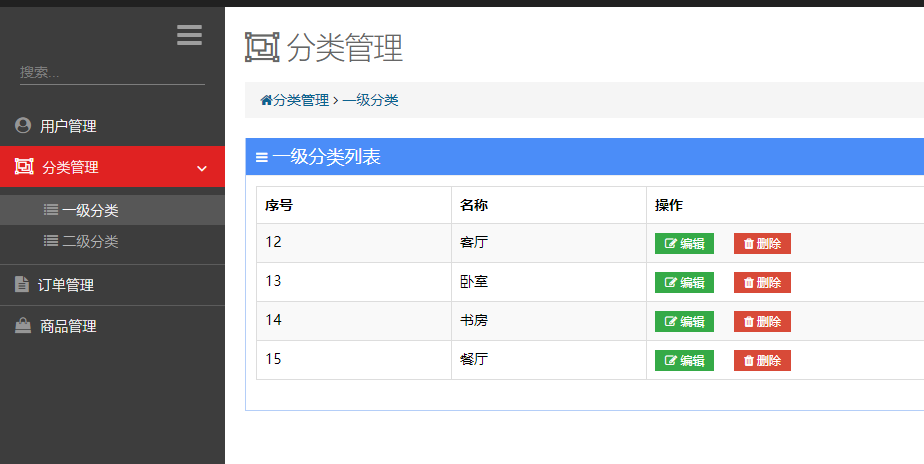 搜索...
用户管理
分类管理
一级分类
二级分类
订单管理
商品管理
分类管理
分类管理 > 一级分类
一级分类列表
序号 名称 操作
12 客厅 编辑 删除
13 卧室 编辑 删除
14 书房 编辑 删除
15 餐厅 编辑 删除